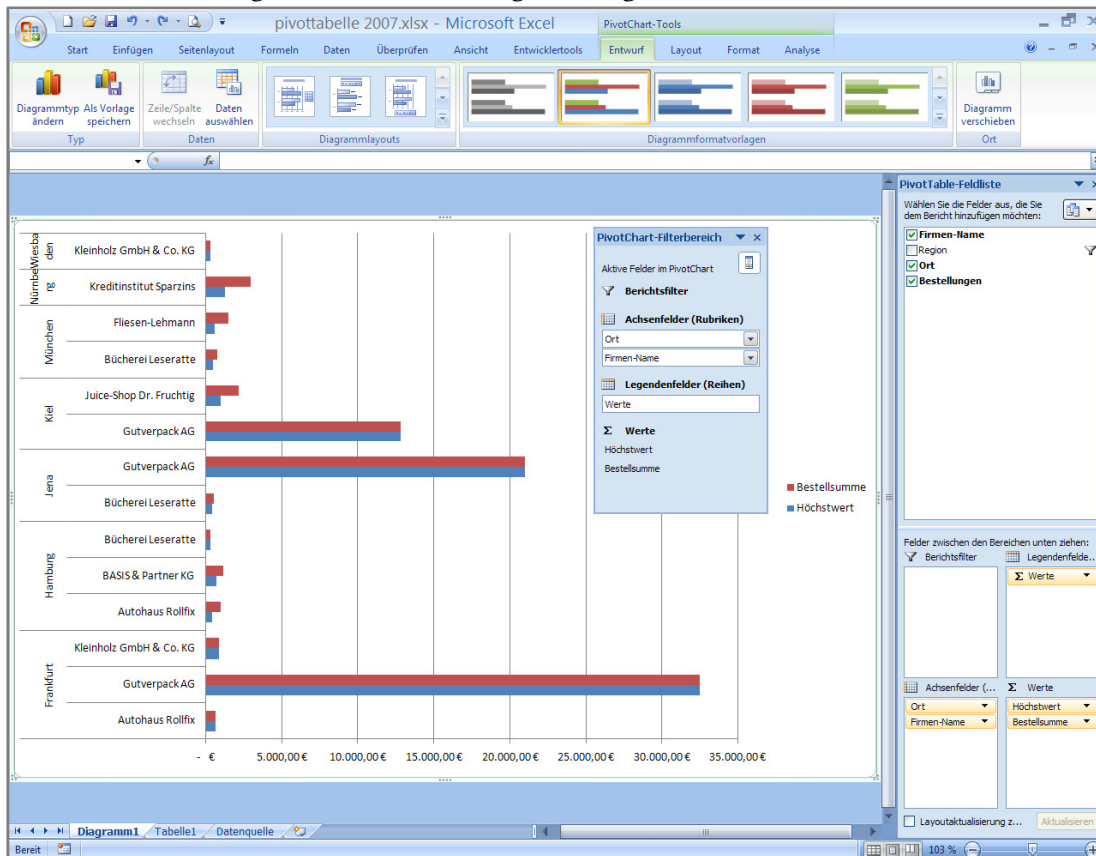 pivottabelle 2007.xlsx - Microsoft Excel
PivotChart-Tools
Start Einfügen Seitenlayout Formeln Daten Überprüfen Ansicht Entwicklertools Entwurf Layout Format Analyse
Diagrammtyp ändern
Als Vorlage speichern
Zeile/Spalte wechseln
Daten auswählen
Diagramm verschieben
Typ Daten Diagrammlayouts Diagrammformatvorlagen Ort
fx
Wiesbaden
Kleinholz GmbH & Co. KG
Nürnberg
Kreditinstitut Sparzins
München
Fliesen-Lehmann
Bücherei Leseratte
Kiel
Juice-Shop Dr. Fruchtig
Gutverpack AG
Jena
Gutverpack AG
Bücherei Leseratte
Hamburg
Bücherei Leseratte
BASIS & Partner KG
Autohaus Rollfix
Frankfurt
Kleinholz GmbH & Co. KG
Gutverpack AG
Autohaus Rollfix
- € 5.000,00 € 10.000,00 € 15.000,00 € 20.000,00 € 25.000,00 € 30.000,00 € 35.000,00 €
Bestellsumme
Höchstwert
PivotChart-Filterbereich
Aktive Felder im PivotChart
Berichtsfilter
Achsenfelder (Rubriken)
Ort
Firmen-Name
Legendenfelder (Reihen)
Werte
Σ Werte
Höchstwert
Bestellsumme
PivotTable-Feldliste
Wählen Sie die Felder aus, die Sie
dem Bericht hinzufügen möchten:
Firmen-Name
Region
Ort
Bestellungen
Felder zwischen den Bereichen unten ziehen:
Berichtsfilter Legendenfelde...
Σ Werte
Achsenfelder (... Σ Werte
Ort Höchstwert
Firmen-Name Bestellsumme
Layoutaktualisierung z... Aktualisieren
Diagramm1 Tabelle1 Datenquelle
Bereit 103 %